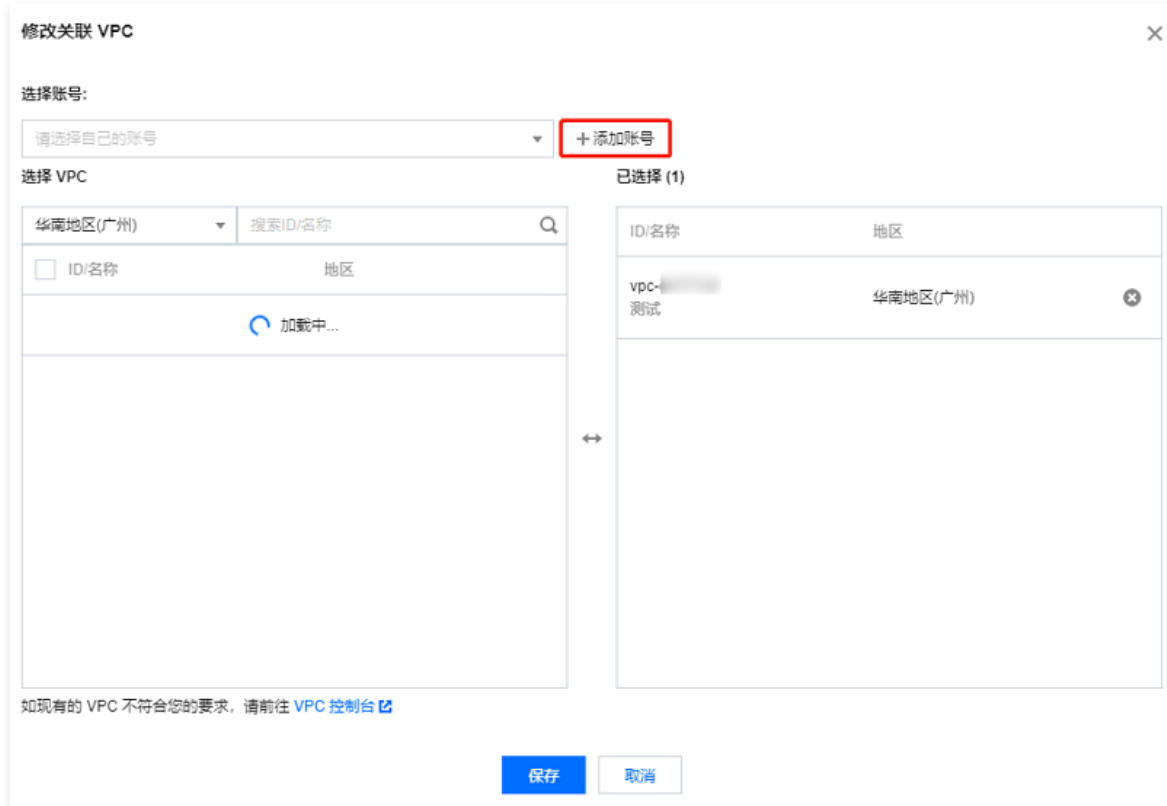 修改关联 VPC
选择账号:
请选择自己的账号
+添加账号
选择 VPC
已选择 (1)
华南地区(广州)
搜索ID/名称
ID/名称 地区
ID/名称 地区
加载中...
vpc-
测试
华南地区(广州)
如现有的 VPC 不符合您的要求，请前往 VPC 控制台
保存
取消